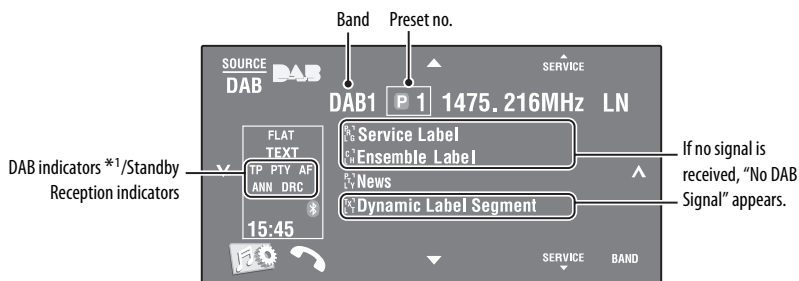 Band Preset no.
SOURCE
DAB
DAB
SERVICE
DAB1 P 1 1475.216MHz LN
FLAT
TEXT
TP PTY AF
ANN DRC
15:45
Service Label
Ensemble Label
News
Dynamic Label Segment
SERVICE BAND
DAB indicators *1/Standby
Reception indicators
If no signal is
received, “No DAB
Signal” appears.